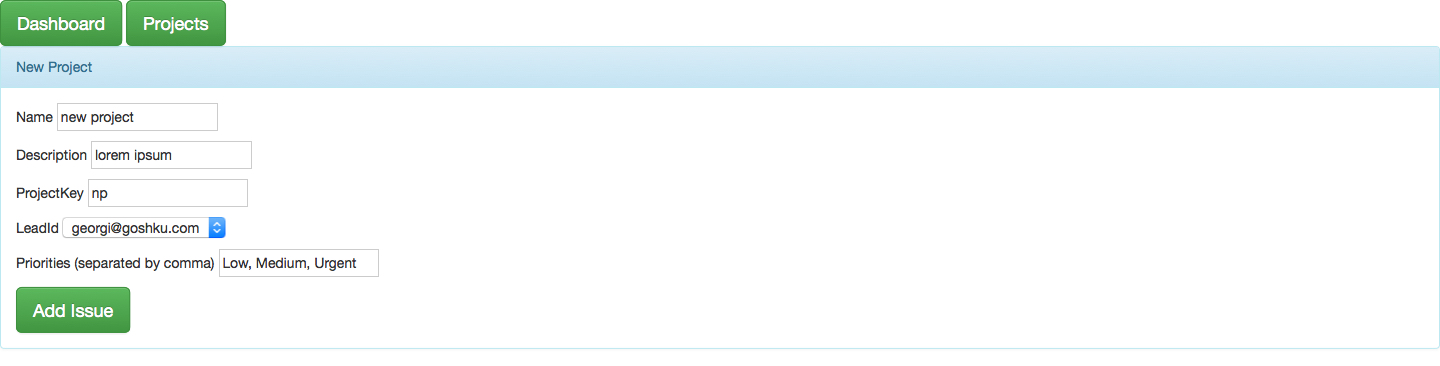 Dashboard Projects
New Project
Name new project
Description lorem ipsum
ProjectKey np
LeadId georgi@goshku.com
Priorities (separated by comma) Low, Medium, Urgent
Add Issue